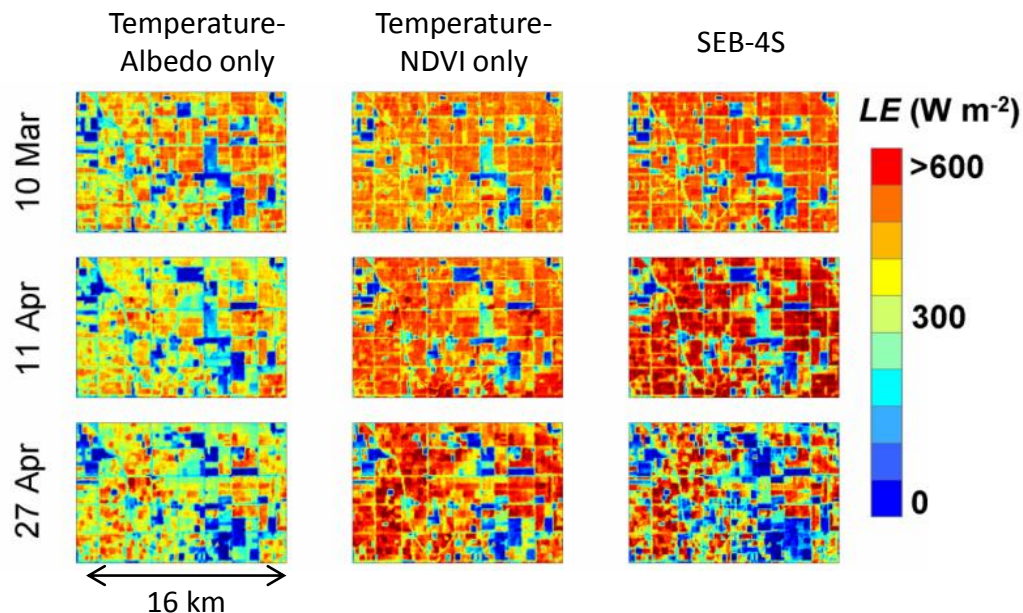 Temperature-
Albedo only
Temperature-
NDVI only
SEB-4S
LE (W m-2)
10 Mar
>600
11 Apr
300
27 Apr
0
16 km